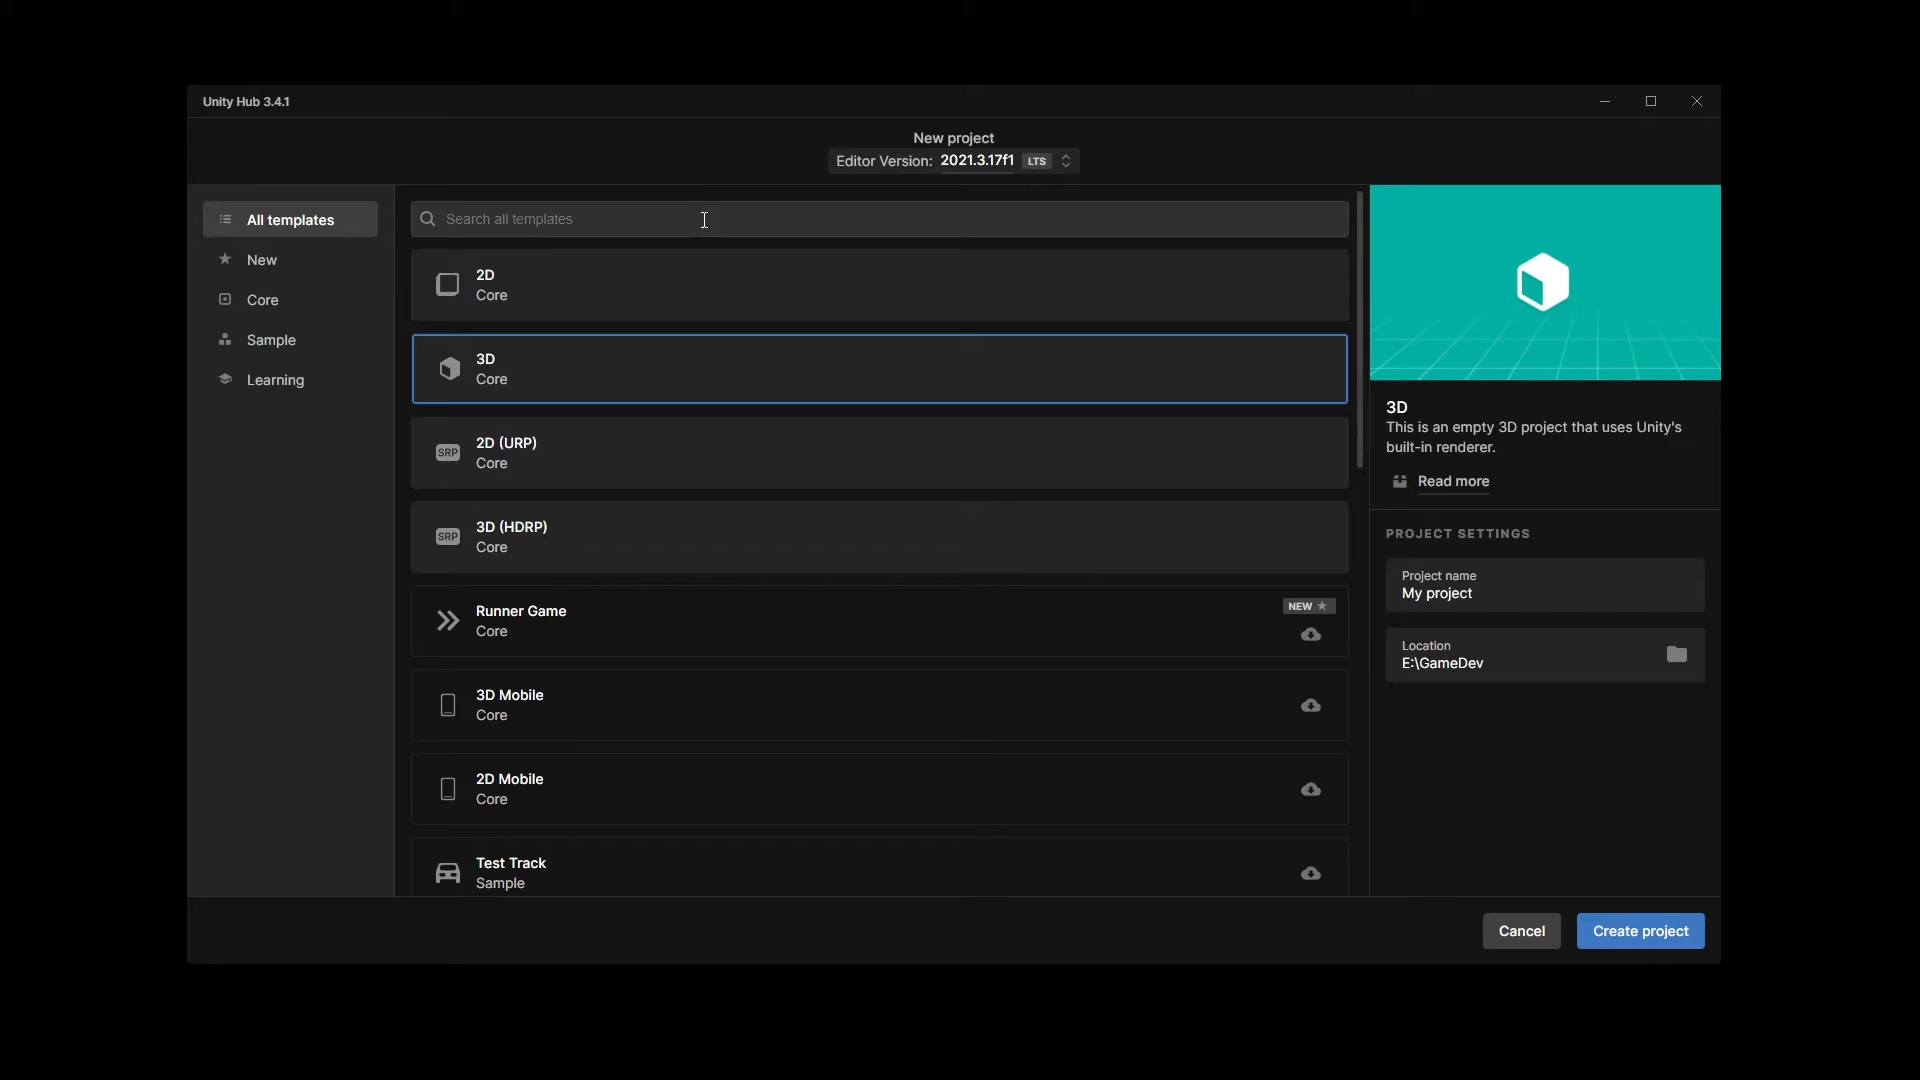 Unity Hub 3.4.1
New project
Editor Version: 2021.3.17f1 LTS
All templates
New
Core
Sample
Learning
Search all templates
2D
Core
3D
Core
SRP
2D (URP)
Core
SRP
3D (HDRP)
Core
Runner Game
Core
NEW
3D Mobile
Core
2D Mobile
Core
Test Track
Sample
3D
This is an empty 3D project that uses Unity's
built-in renderer.
Read more
PROJECT SETTINGS
Project name
My project
Location
E:\GameDev
Cancel
Create project